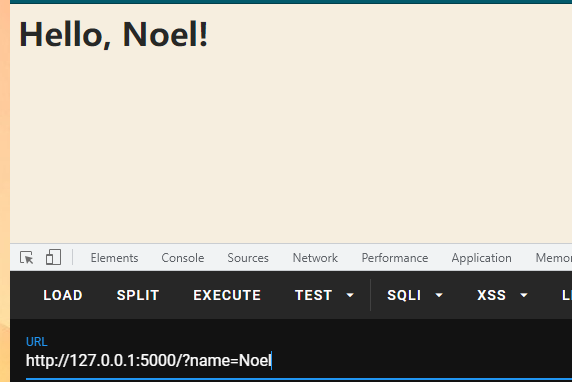 Hello, Noel!
Elements Console Sources Network Performance Application Memor
LOAD SPLIT EXECUTE TEST SQLI XSS L
URL
http://127.0.0.1:5000/?name=Noel